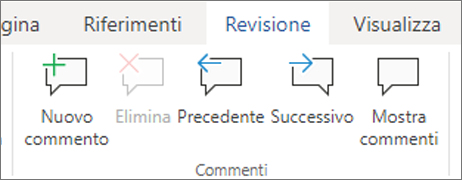 gina Riferimenti Revisione Visualizza
Nuovo commento Elimina Precedente Successivo Mostra commenti
Commenti